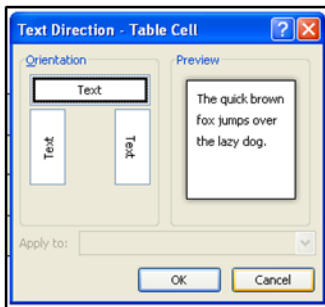 Text Direction - Table Cell
Orientation
Text
Text
Text
Preview
The quick brown
fox jumps over
the lazy dog.
Apply to:
OK
Cancel